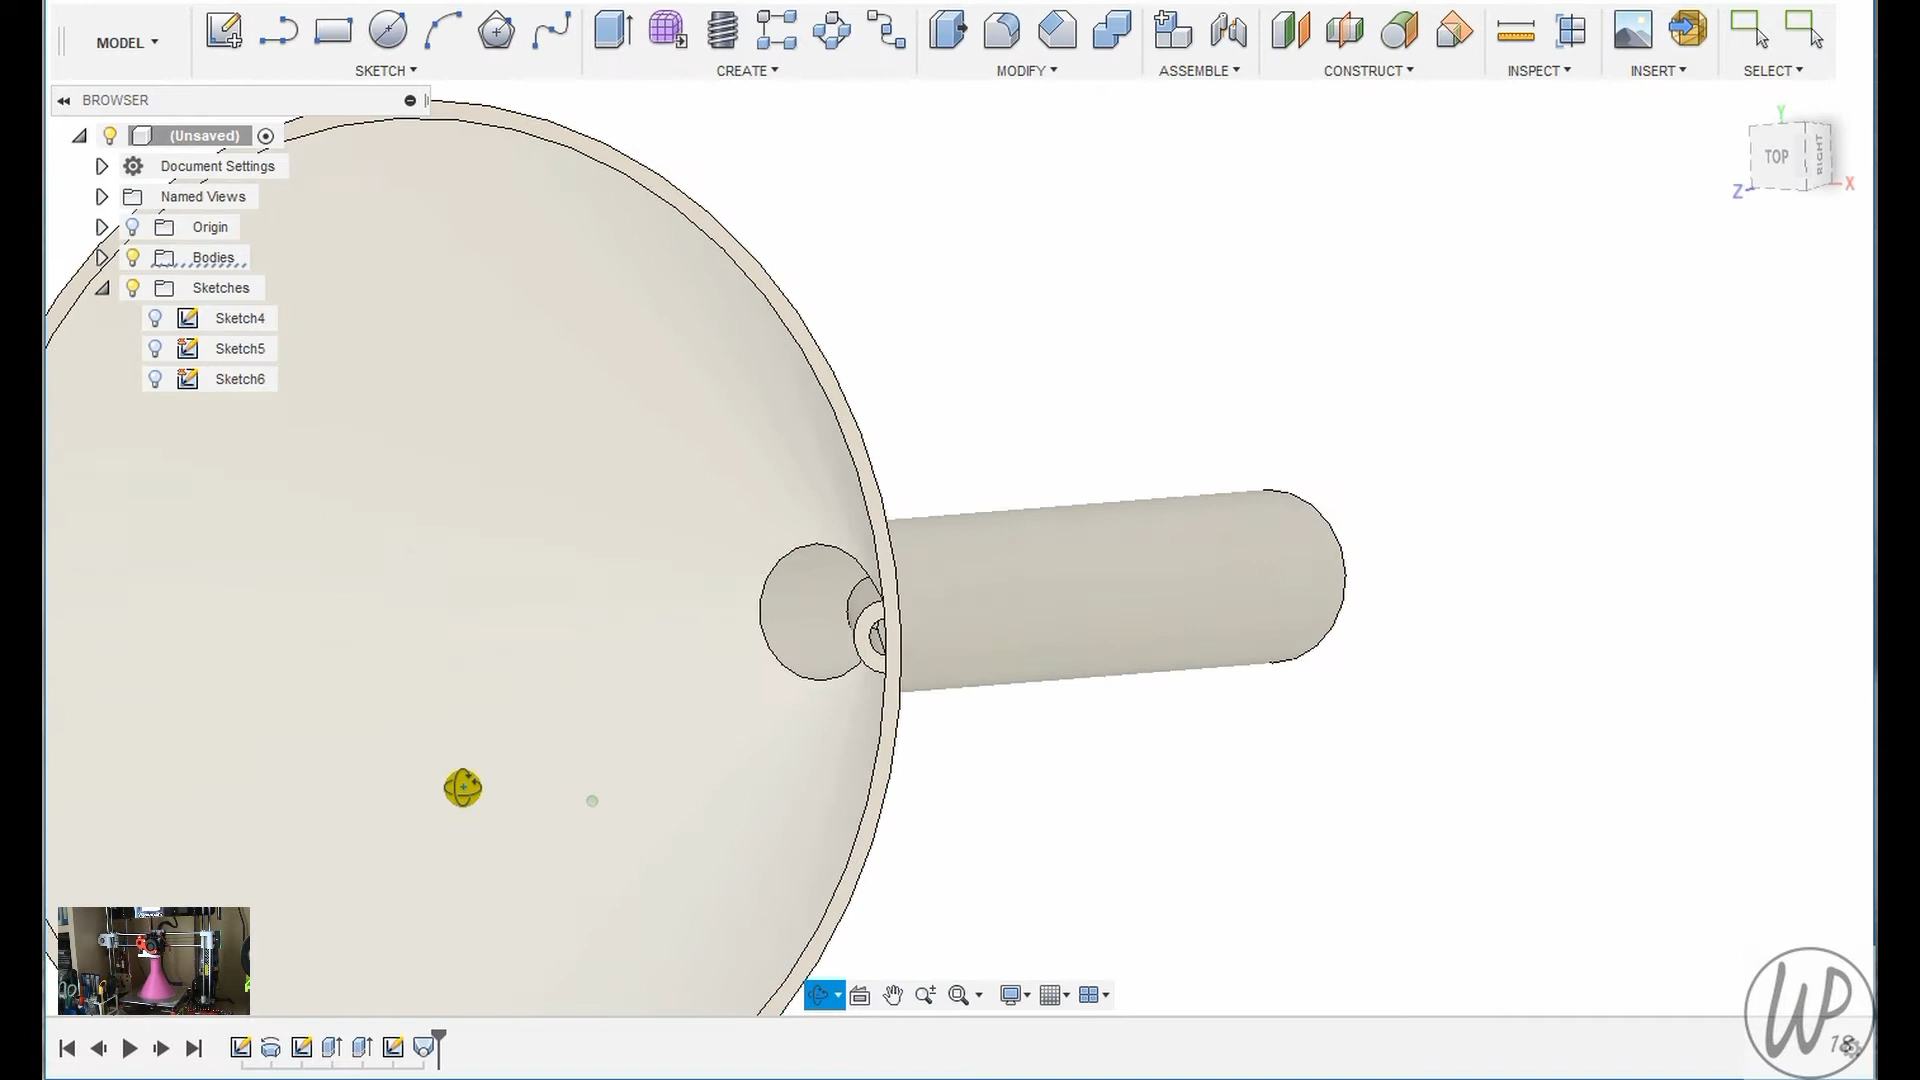 MODEL
SKETCH
CREATE
MODIFY
ASSEMBLE
CONSTRUCT
INSPECT
INSERT
SELECT
BROWSER
(Unsaved)
Document Settings
Named Views
Origin
Bodies
Sketches
Sketch4
Sketch5
Sketch6
Y
TOP
RIGHT
Z
X
WP
18